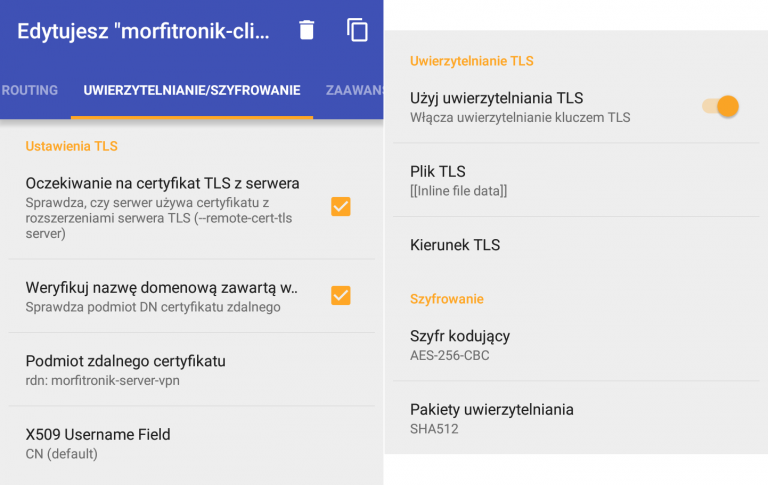 Edytujesz "morfitronik-cli...
ROUTING
UWIERZYTELNIANIE/SZYFROWANIE
ZAAWAN
Ustawienia TLS
Oczekiwanie na certyfikat TLS z serwera
Sprawdza, czy serwer używa certyfikatu z
rozszerzeniami serwera TLS (--remote-cert-tls
server)
Weryfikuj nazwę domenową zawartą w..
Sprawdza podmiot DN certyfikatu zdalnego
Podmiot zdalnego certyfikatu
rdn: morfitronik-server-vpn
X509 Username Field
CN (default)
Uwierzytelnianie TLS
Użyj uwierzytelniania TLS
Włącza uwierzytelnianie kluczem TLS
Plik TLS
[[Inline file data]]
Kierunek TLS
Szyfrowanie
Szyfr kodujący
AES-256-CBC
Pakiety uwierzytelniania
SHA512